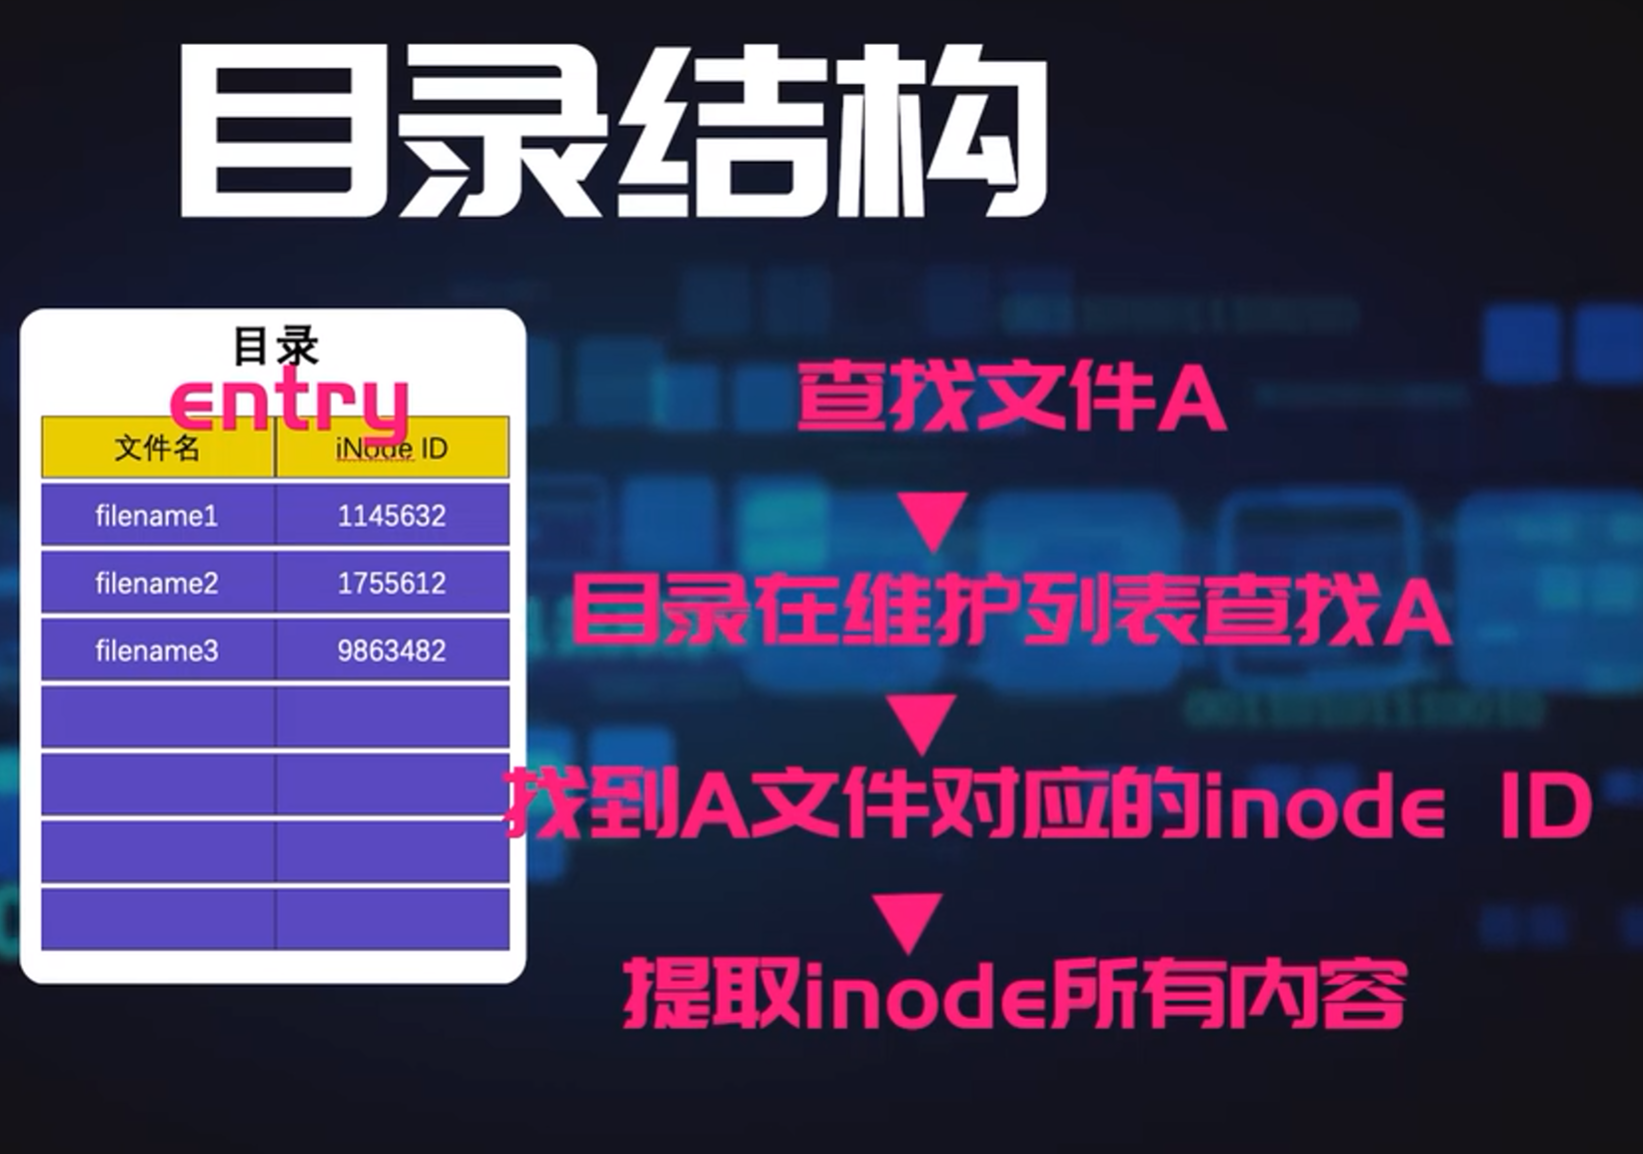 目录结构
目录
entry
文件名 iNode ID
filename1 1145632
filename2 1755612
filename3 9863482
查找文件A
目录在维护列表查找A
找到A文件对应的inode ID
提取inode所有内容